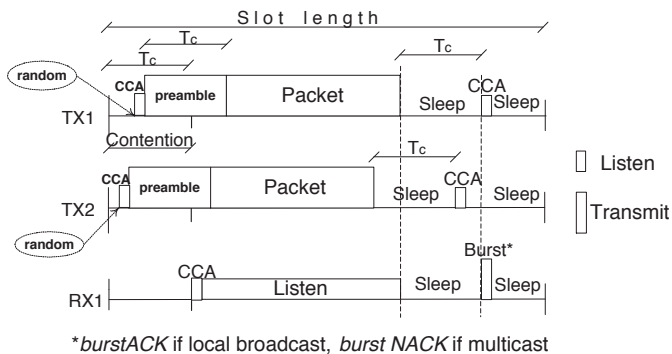 Slot length
Tc
Tc Tc
random
CCA preamble Packet CCA
Sleep Sleep
TX1
Contention
Tc
Listen
CCA preamble Packet CCA
Sleep Sleep
TX2
Transmit
random
Burst*
CCA Listen
Sleep Sleep
RX1
*burstACK if local broadcast, burst NACK if multicast